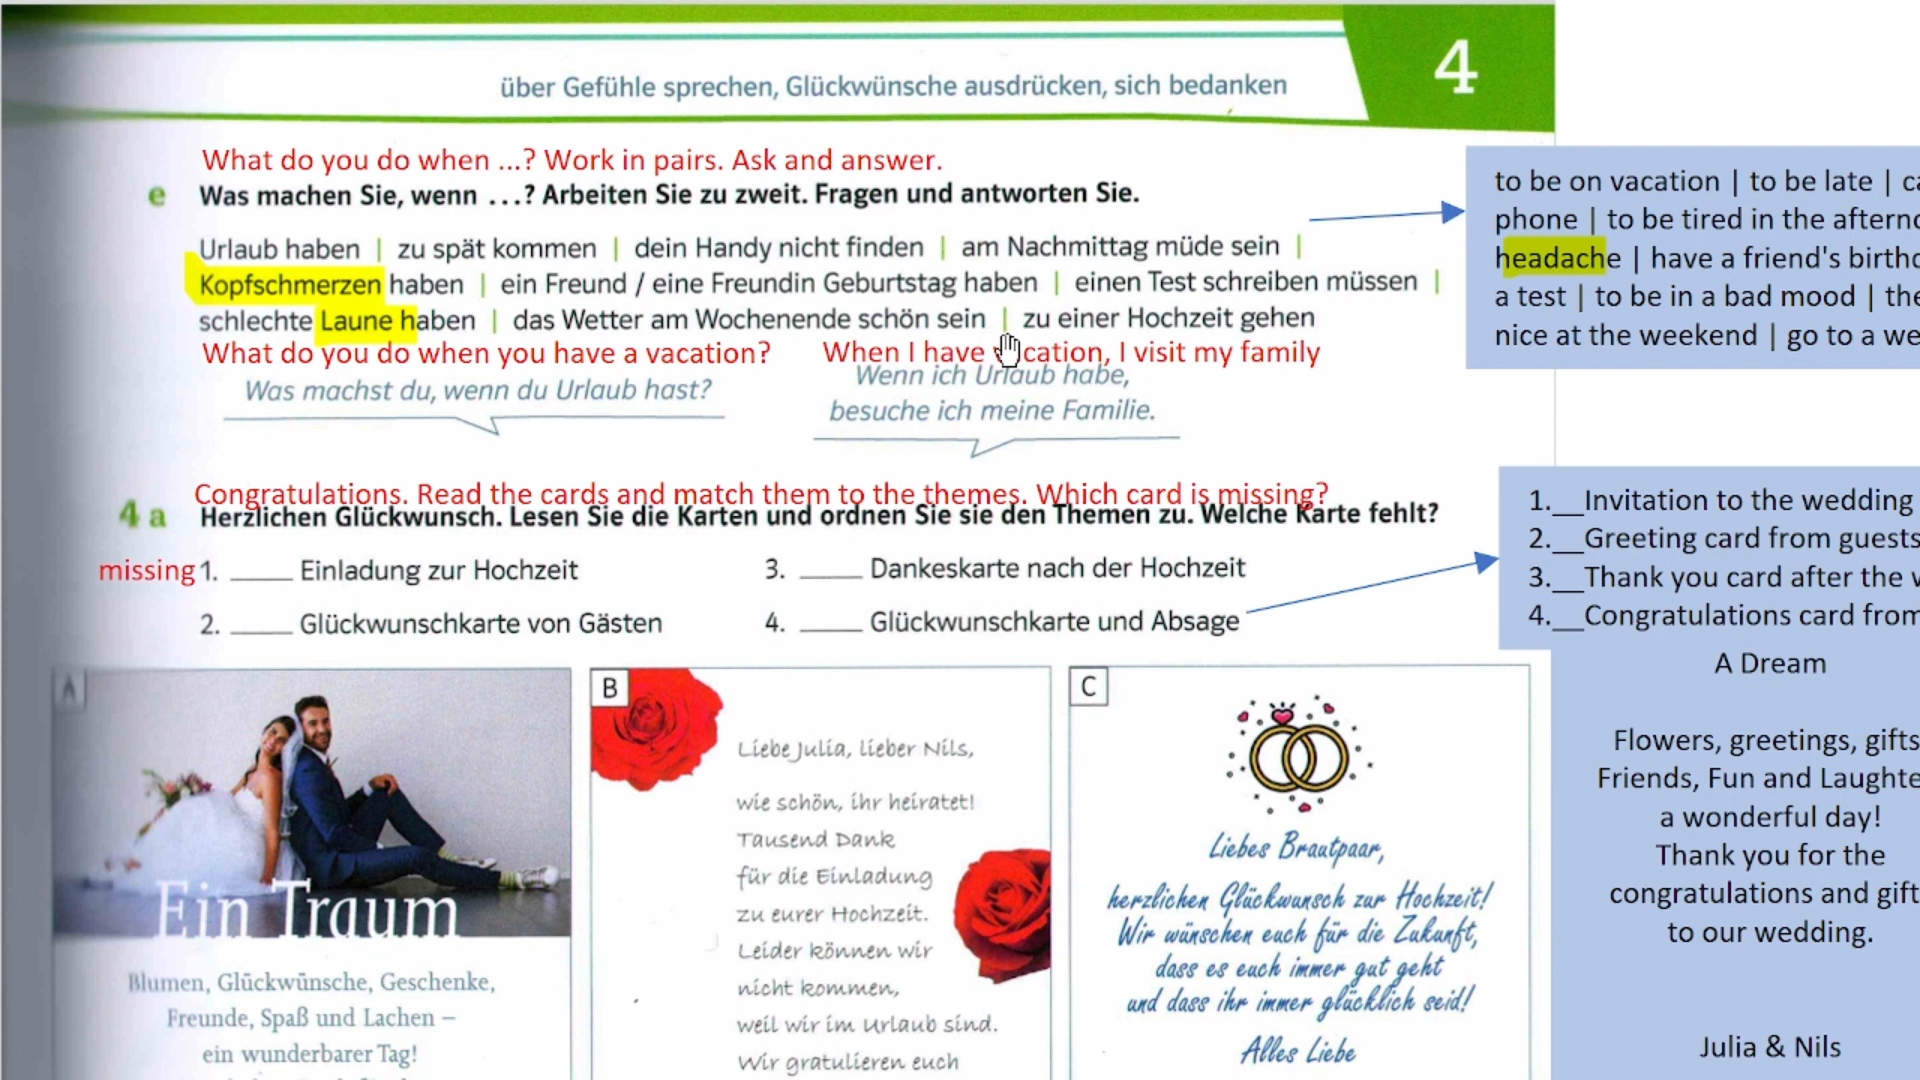 über Gefühle sprechen, Glückwünsche ausdrücken, sich bedanken
4
What do you do when ...? Work in pairs. Ask and answer.
e Was machen Sie, wenn ...? Arbeiten Sie zu zweit. Fragen und antworten Sie.
Urlaub haben | zu spät kommen | dein Handy nicht finden | am Nachmittag müde sein |
Kopfschmerzen haben | ein Freund / eine Freundin Geburtstag haben | einen Test schreiben müssen |
schlechte Laune haben | das Wetter am Wochenende schön sein | zu einer Hochzeit gehen
What do you do when you have a vacation? When I have vacation, I visit my family
Was machst du, wenn du Urlaub hast?
Wenn ich Urlaub habe,
besuche ich meine Familie.
to be on vacation | to be late |
phone | to be tired in the
headache | have a friend's
a test | to be in a bad mood |
nice at the weekend | go to a
Congratulations. Read the cards and match them to the themes. Which card is missing?
4 a Herzlichen Glückwunsch. Lesen Sie die Karten und ordnen Sie sie den Themen zu. Welche Karte fehlt?
missing 1. ____ Einladung zur Hochzeit
2. ____ Glückwunschkarte von Gästen
3. ____ Dankeskarte nach der Hochzeit
4. ____ Glückwunschkarte und Absage
1.__Invitation to the wedding
2.__Greeting card from guests
3.__Thank you card after the
4.__Congratulations card from
A
Ein Traum
Blumen, Glückwünsche, Geschenke,
Freunde, Spaß und Lachen –
ein wunderbarer Tag!
B
Liebe Julia, lieber Nils,
wie schön, ihr heiratet!
Tausend Dank
für die Einladung
zu eurer Hochzeit.
Leider können wir
nicht kommen,
weil wir im Urlaub sind.
Wir gratulieren euch
C
Liebes Brautpaar,
herzlichen Glückwunsch zur Hochzeit!
Wir wünschen euch für die Zukunft,
dass es euch immer gut geht
und dass ihr immer glücklich seid!
Alles Liebe
A Dream
Flowers, greetings, gifts
Friends, Fun and
a wonderful day!
Thank you for the
congratulations and
to our wedding.
Julia & Nils